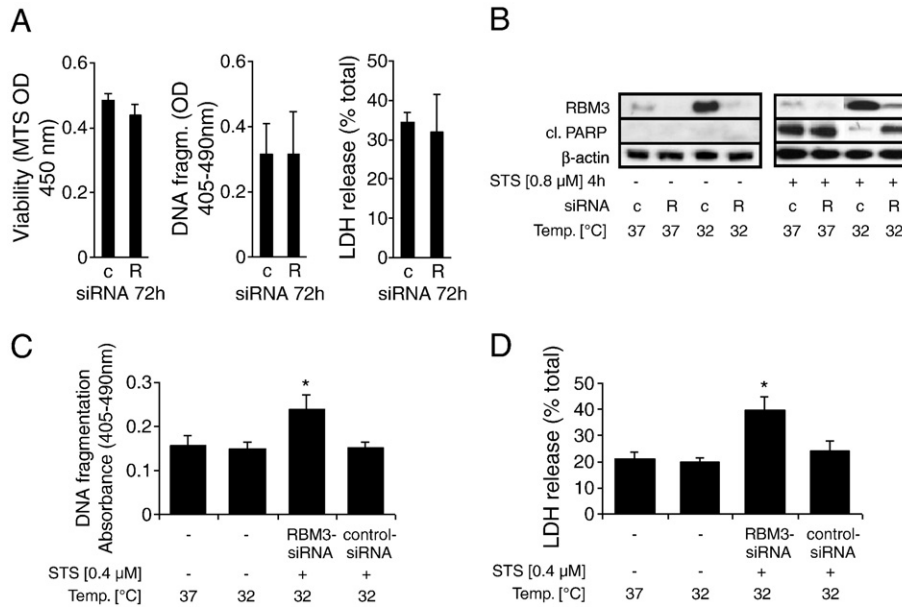 A
Viability (MTS OD
450 nm)
0.6
0.4
0.2
0
c R
siRNA 72h
DNA fragm. (OD
405-490nm)
0.6
0.4
0.2
0
c R
siRNA 72h
LDH release (% total)
50
40
30
20
10
0
c R
siRNA 72h
B
RBM3
cl. PARP
β-actin
STS [0.8 μM] 4h - - - - + + + +
siRNA c R c R c R c R
Temp. [°C] 37 37 32 32 37 37 32 32
C
DNA fragmentation
Absorbance (405-490nm)
0.3
0.2
0.1
0
*
- - RBM3- control-
siRNA siRNA
STS [0.4 μM] - - + +
Temp. [°C] 37 32 32 32
D
LDH release (% total)
50
40
30
20
10
0
*
- - RBM3- control-
siRNA siRNA
STS [0.4 μM] - - + +
Temp. [°C] 37 32 32 32